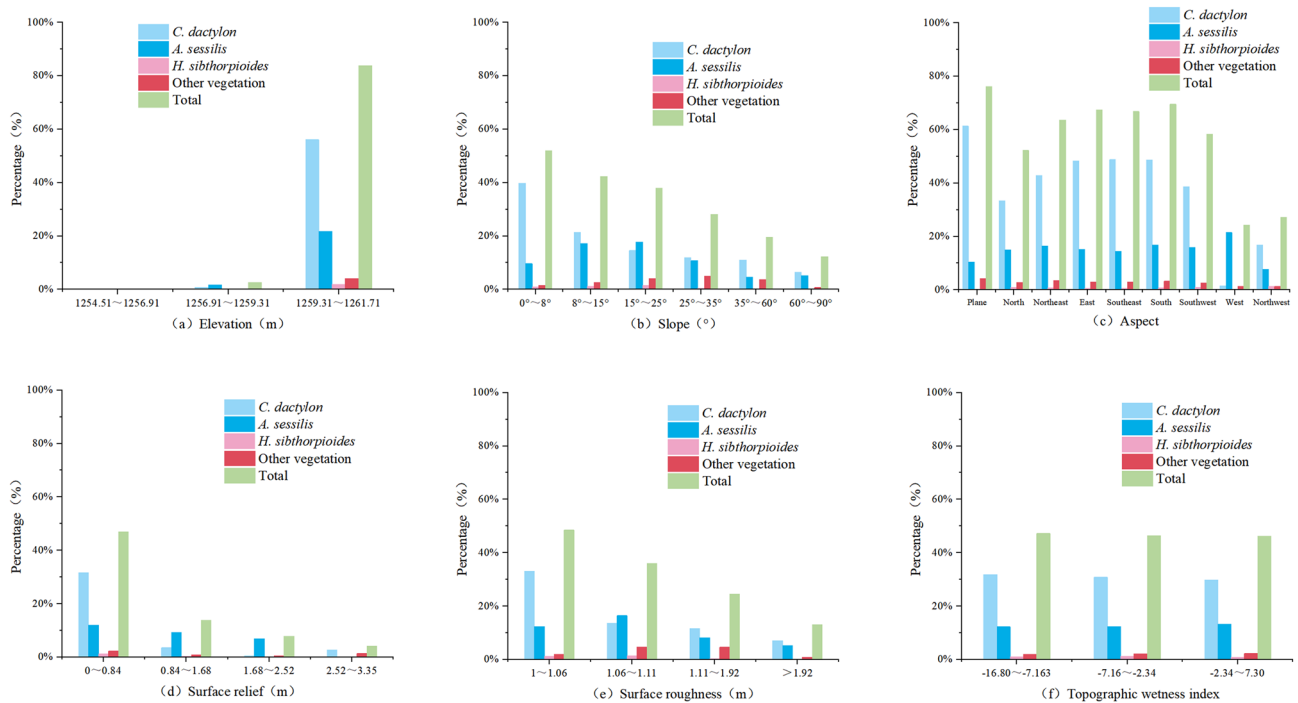 100%
80%
60%
40%
20%
0%
Percentage（%）
C. dactylon
A. sessilis
H. sibthorpioides
Other vegetation
Total
1254.51～1256.91
1256.91～1259.31
1259.31～1261.71
（a）Elevation（m）
100%
80%
60%
40%
20%
0%
Percentage（%）
C. dactylon
A. sessilis
H. sibthorpioides
Other vegetation
Total
0°～8°
8°～15°
15°～25°
25°～35°
35°～60°
60°～90°
（b）Slope（°）
100%
80%
60%
40%
20%
0%
Percentage（%）
C. dactylon
A. sessilis
H. sibthorpioides
Other vegetation
Total
Plane
North
Northeast
East
Southeast
South
Southwest
West
Northwest
（c）Aspect
100%
80%
60%
40%
20%
0%
Percentage（%）
C. dactylon
A. sessilis
H. sibthorpioides
Other vegetation
Total
0～0.84
0.84～1.68
1.68～2.52
2.52～3.35
（d）Surface relief（m）
100%
80%
60%
40%
20%
0%
Percentage（%）
C. dactylon
A. sessilis
H. sibthorpioides
Other vegetation
Total
1～1.06
1.06～1.11
1.11～1.92
＞1.92
（e）Surface roughness（m）
100%
80%
60%
40%
20%
0%
Percentage（%）
C. dactylon
A. sessilis
H. sibthorpioides
Other vegetation
Total
-16.80～-7.163
-7.16～-2.34
-2.34～7.30
（f）Topographic wetness index